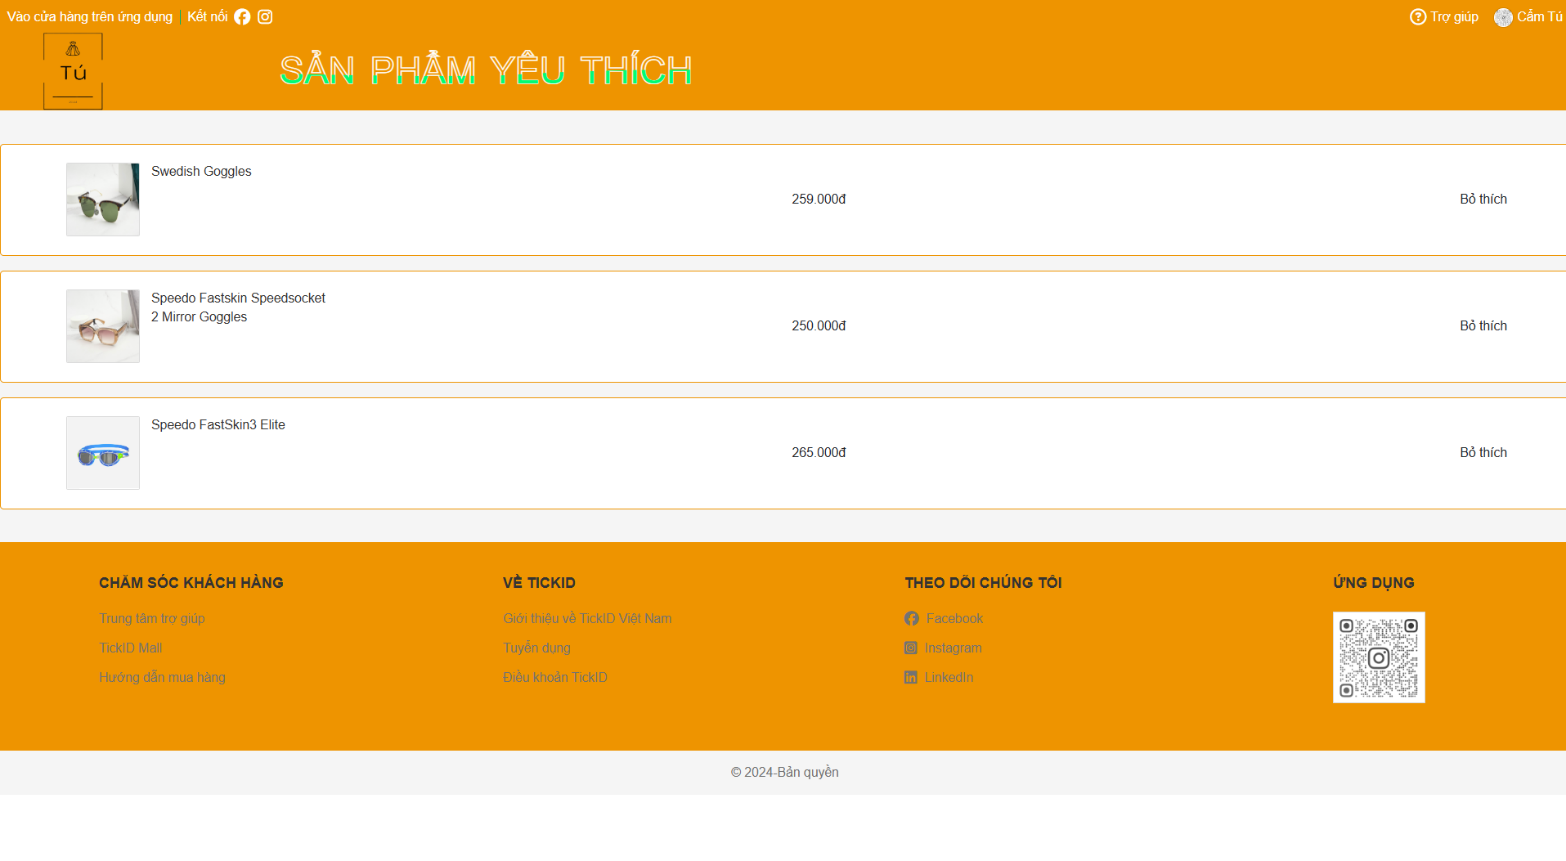 Vào cửa hàng trên ứng dụng | Kết nối
Trợ giúp
Cẩm Tú
Tú
SẢN PHẨM YÊU THÍCH
Swedish Goggles
259.000đ
Bỏ thích
Speedo Fastskin Speedsocket
2 Mirror Goggles
250.000đ
Bỏ thích
Speedo FastSkin3 Elite
265.000đ
Bỏ thích
CHĂM SÓC KHÁCH HÀNG
Trung tâm trợ giúp
TickID Mall
Hướng dẫn mua hàng
VỀ TICKID
Giới thiệu về TickID Việt Nam
Tuyển dụng
Điều khoản TickID
THEO DÕI CHÚNG TÔI
Facebook
Instagram
LinkedIn
ỨNG DỤNG
© 2024-Bản quyền